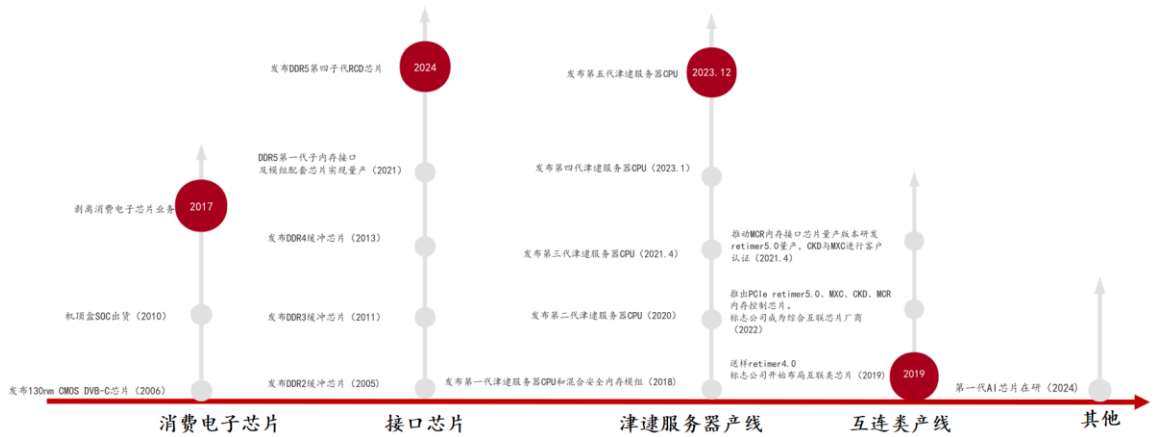 发布DDR5第四子代RCD芯片
2024
DDR5第一代子内存接口
及模组配套芯片实现量产（2021）
发布DDR4缓冲芯片（2013）
发布DDR3缓冲芯片（2011）
发布DDR2缓冲芯片（2005）
接口芯片
2017
剥离消费电子芯片业务
机顶盒SOC出货（2010）
发布130nm CMOS DVB-C芯片（2006）
消费电子芯片
发布第五代津逮服务器CPU
2023.12
发布第四代津逮服务器CPU（2023.1）
发布第三代津逮服务器CPU（2021.4）
发布第二代津逮服务器CPU（2020）
发布第一代津逮服务器CPU和混合安全内存模组（2018）
津逮服务器产线
推动MCR内存接口芯片量产版本研发
retimer5.0量产，CKD与MXC进行客户
认证（2021.4）
推出PCIe retimer5.0、MXC、CKD、MCR
内存控制芯片。
标志公司成为综合互联芯片厂商
（2022）
送样retimer4.0
标志公司开始布局互联类芯片（2019）
2019
互连类产线
第一代AI芯片在研（2024）
其他